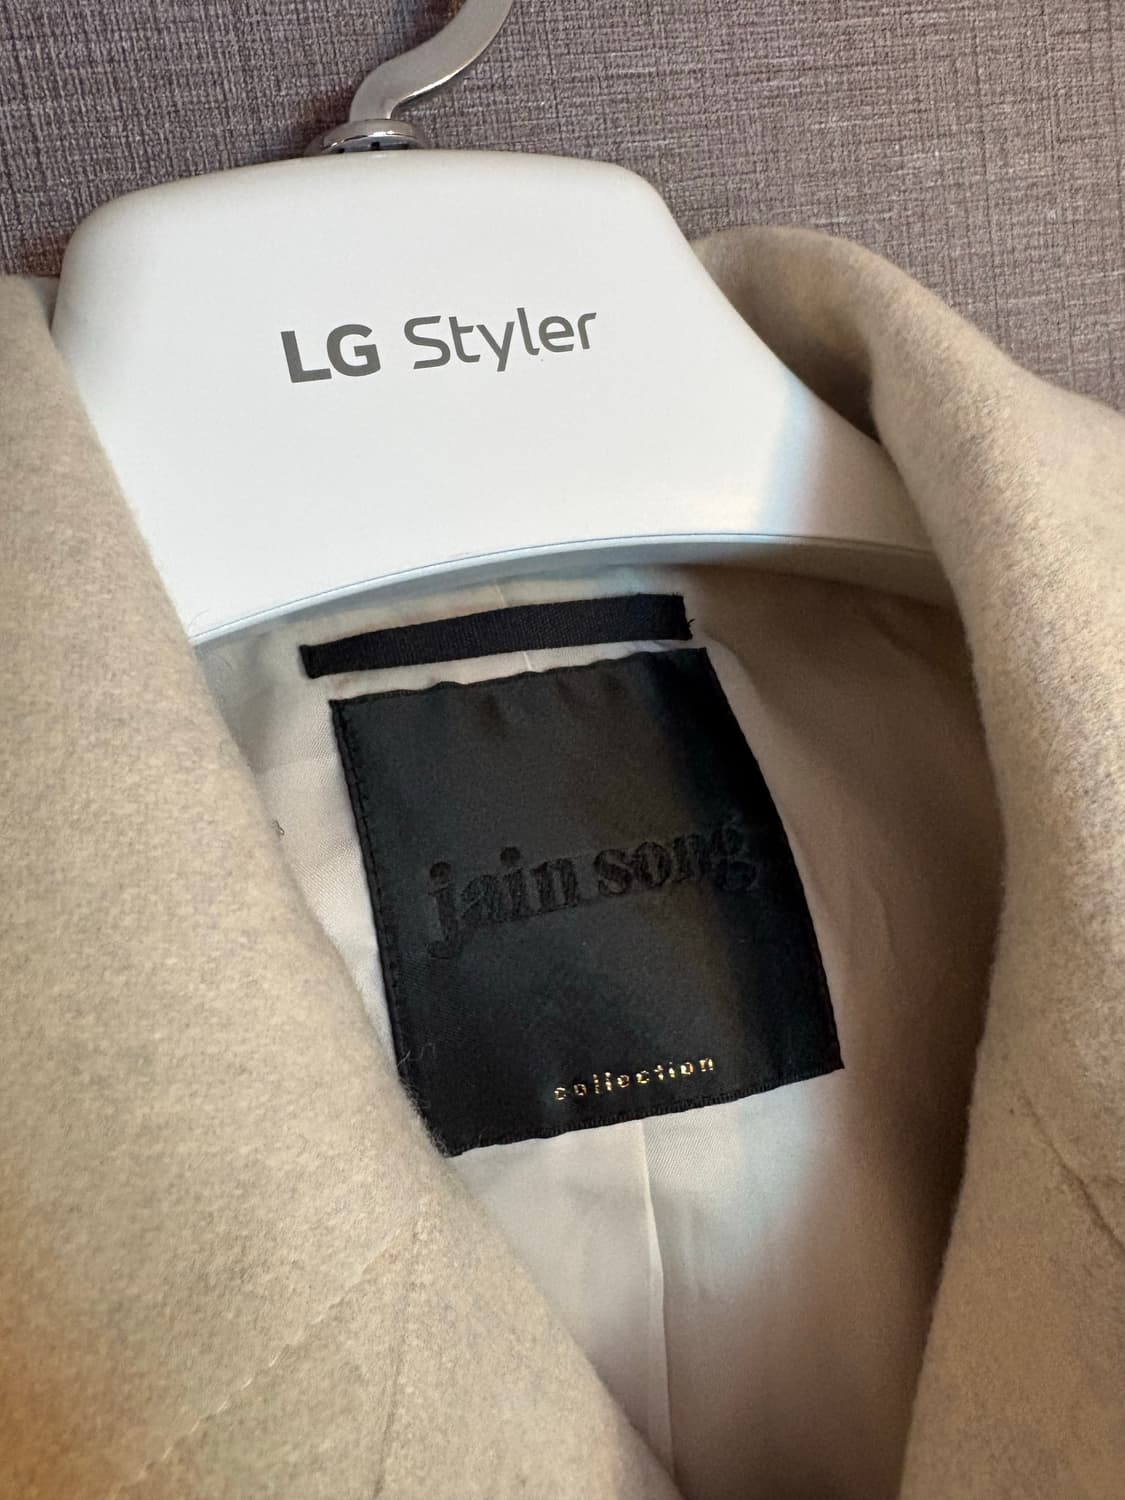 LG Styler
jain song
collection